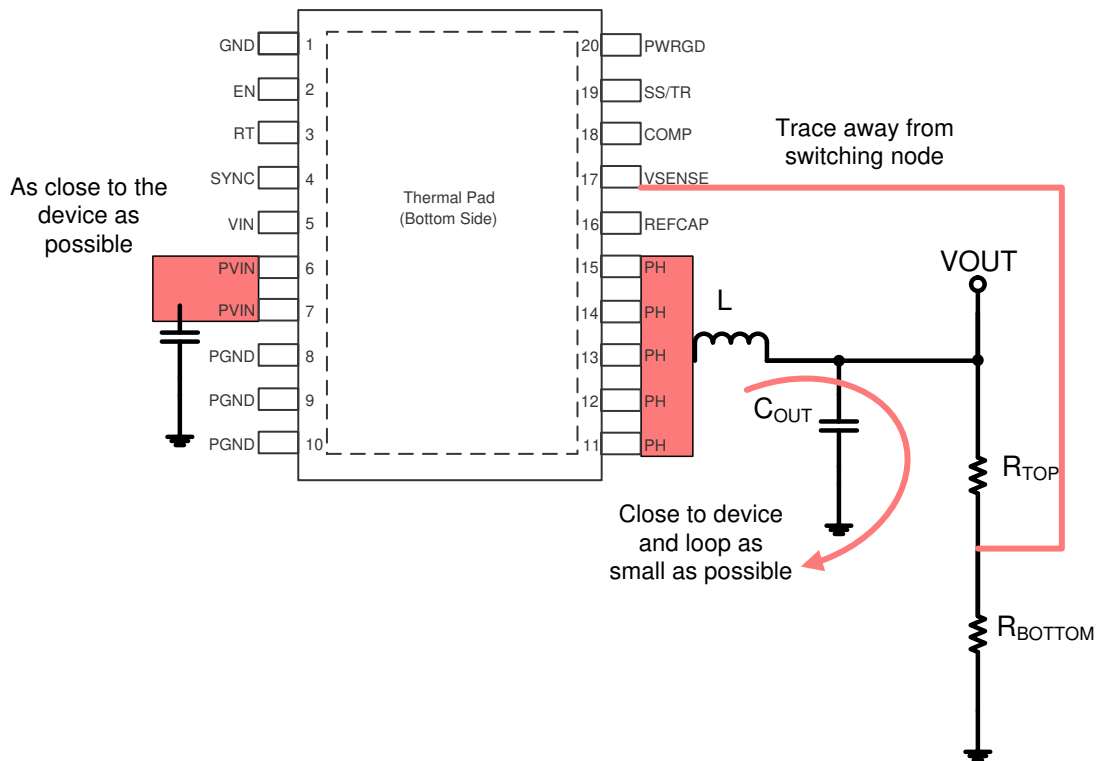 GND 1
EN 2
RT 3
SYNC 4
VIN 5
PVIN 6
PVIN 7
PGND 8
PGND 9
PGND 10
20 PWRGD
19 SS/TR
18 COMP
17 VSENSE
16 REFCAP
15 PH
14 PH
13 PH
12 PH
11 PH
Thermal Pad
(Bottom Side)
As close to the
device as
possible
Trace away from
switching node
VOUT
L
COUT
RTOP
RBOTTOM
Close to device
and loop as
small as possible